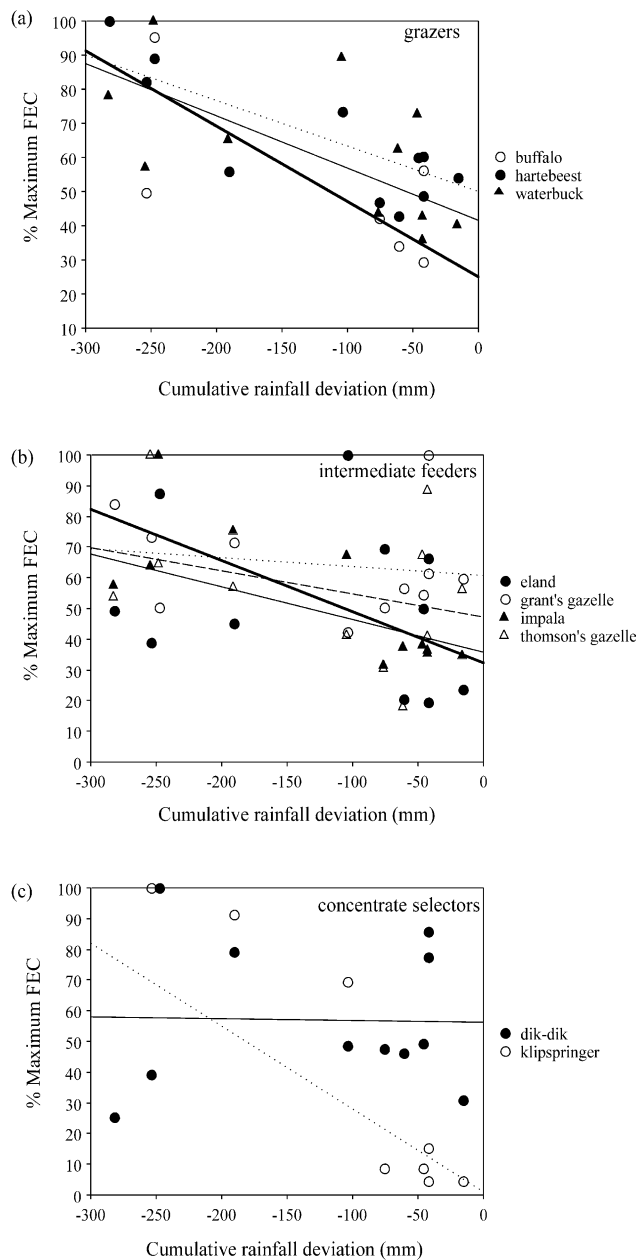 (a)
grazers
100
90
80
70
60
50
40
30
20
10
% Maximum FEC
-300 -250 -200 -150 -100 -50 0
Cumulative rainfall deviation (mm)
buffalo
hartebeest
waterbuck
(b)
intermediate feeders
100
90
80
70
60
50
40
30
20
10
0
% Maximum FEC
-300 -250 -200 -150 -100 -50 0
Cumulative rainfall deviation (mm)
eland
grant's gazelle
impala
thomson's gazelle
(c)
concentrate selectors
100
90
80
70
60
50
40
30
20
10
0
% Maximum FEC
-300 -250 -200 -150 -100 -50 0
Cumulative rainfall deviation (mm)
dik-dik
klipspringer